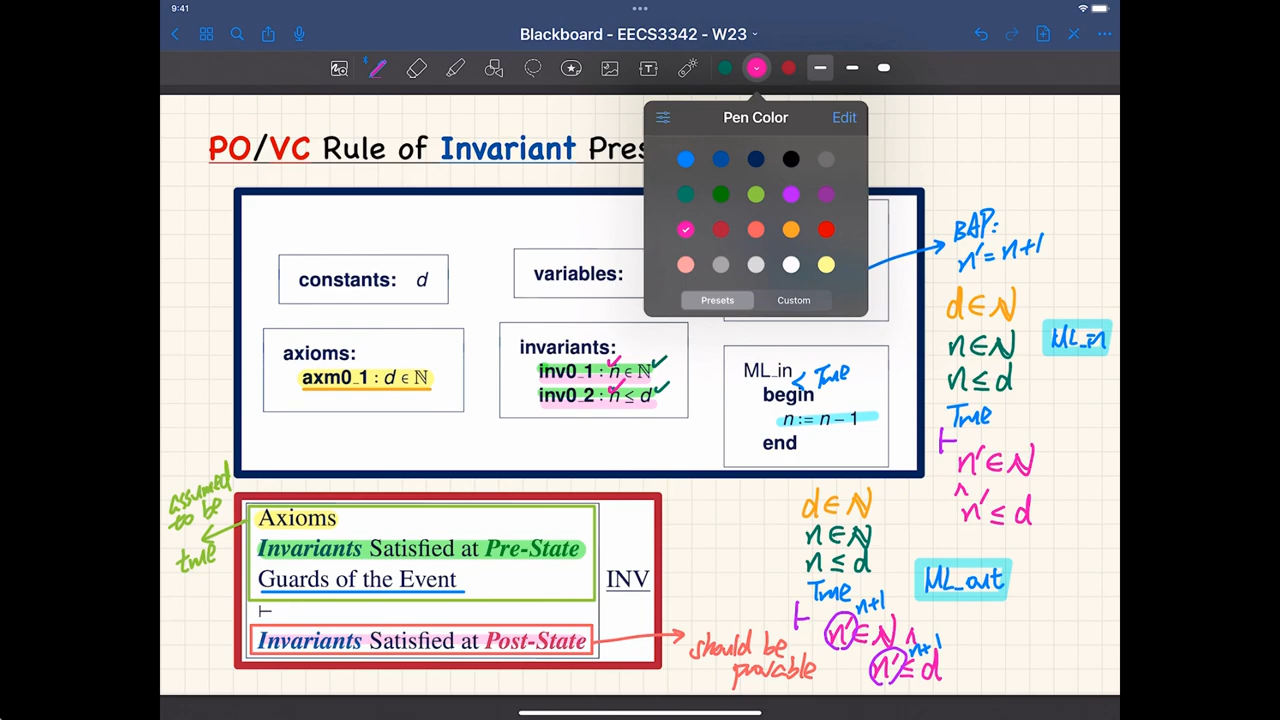 9:41
Blackboard - EECS3342 - W23
Pen Color
Edit
PO/VC Rule of Invariant Pres
Presets
Custom
constants: d
variables:
axioms:
axm0_1 : d ∈ ℕ
invariants:
inv0_1 : n ∈ ℕ
inv0_2 : n ≤ d
ML_in
< True
begin
n := n − 1
end
BAP:
n' = n+1
d ∈ ℕ
n ∈ ℕ
n ≤ d
True
⊢
n' ∈ ℕ
^
n' ≤ d
ML_in
assumed
to be
true
Axioms
Invariants Satisfied at Pre-State
Guards of the Event
⊢
Invariants Satisfied at Post-State
INV
should be
provable
d ∈ ℕ
n ∈ ℕ
n ≤ d
True
n+1
⊢
n' ∈ ℕ ^
n+1
n' ≤ d
ML_out